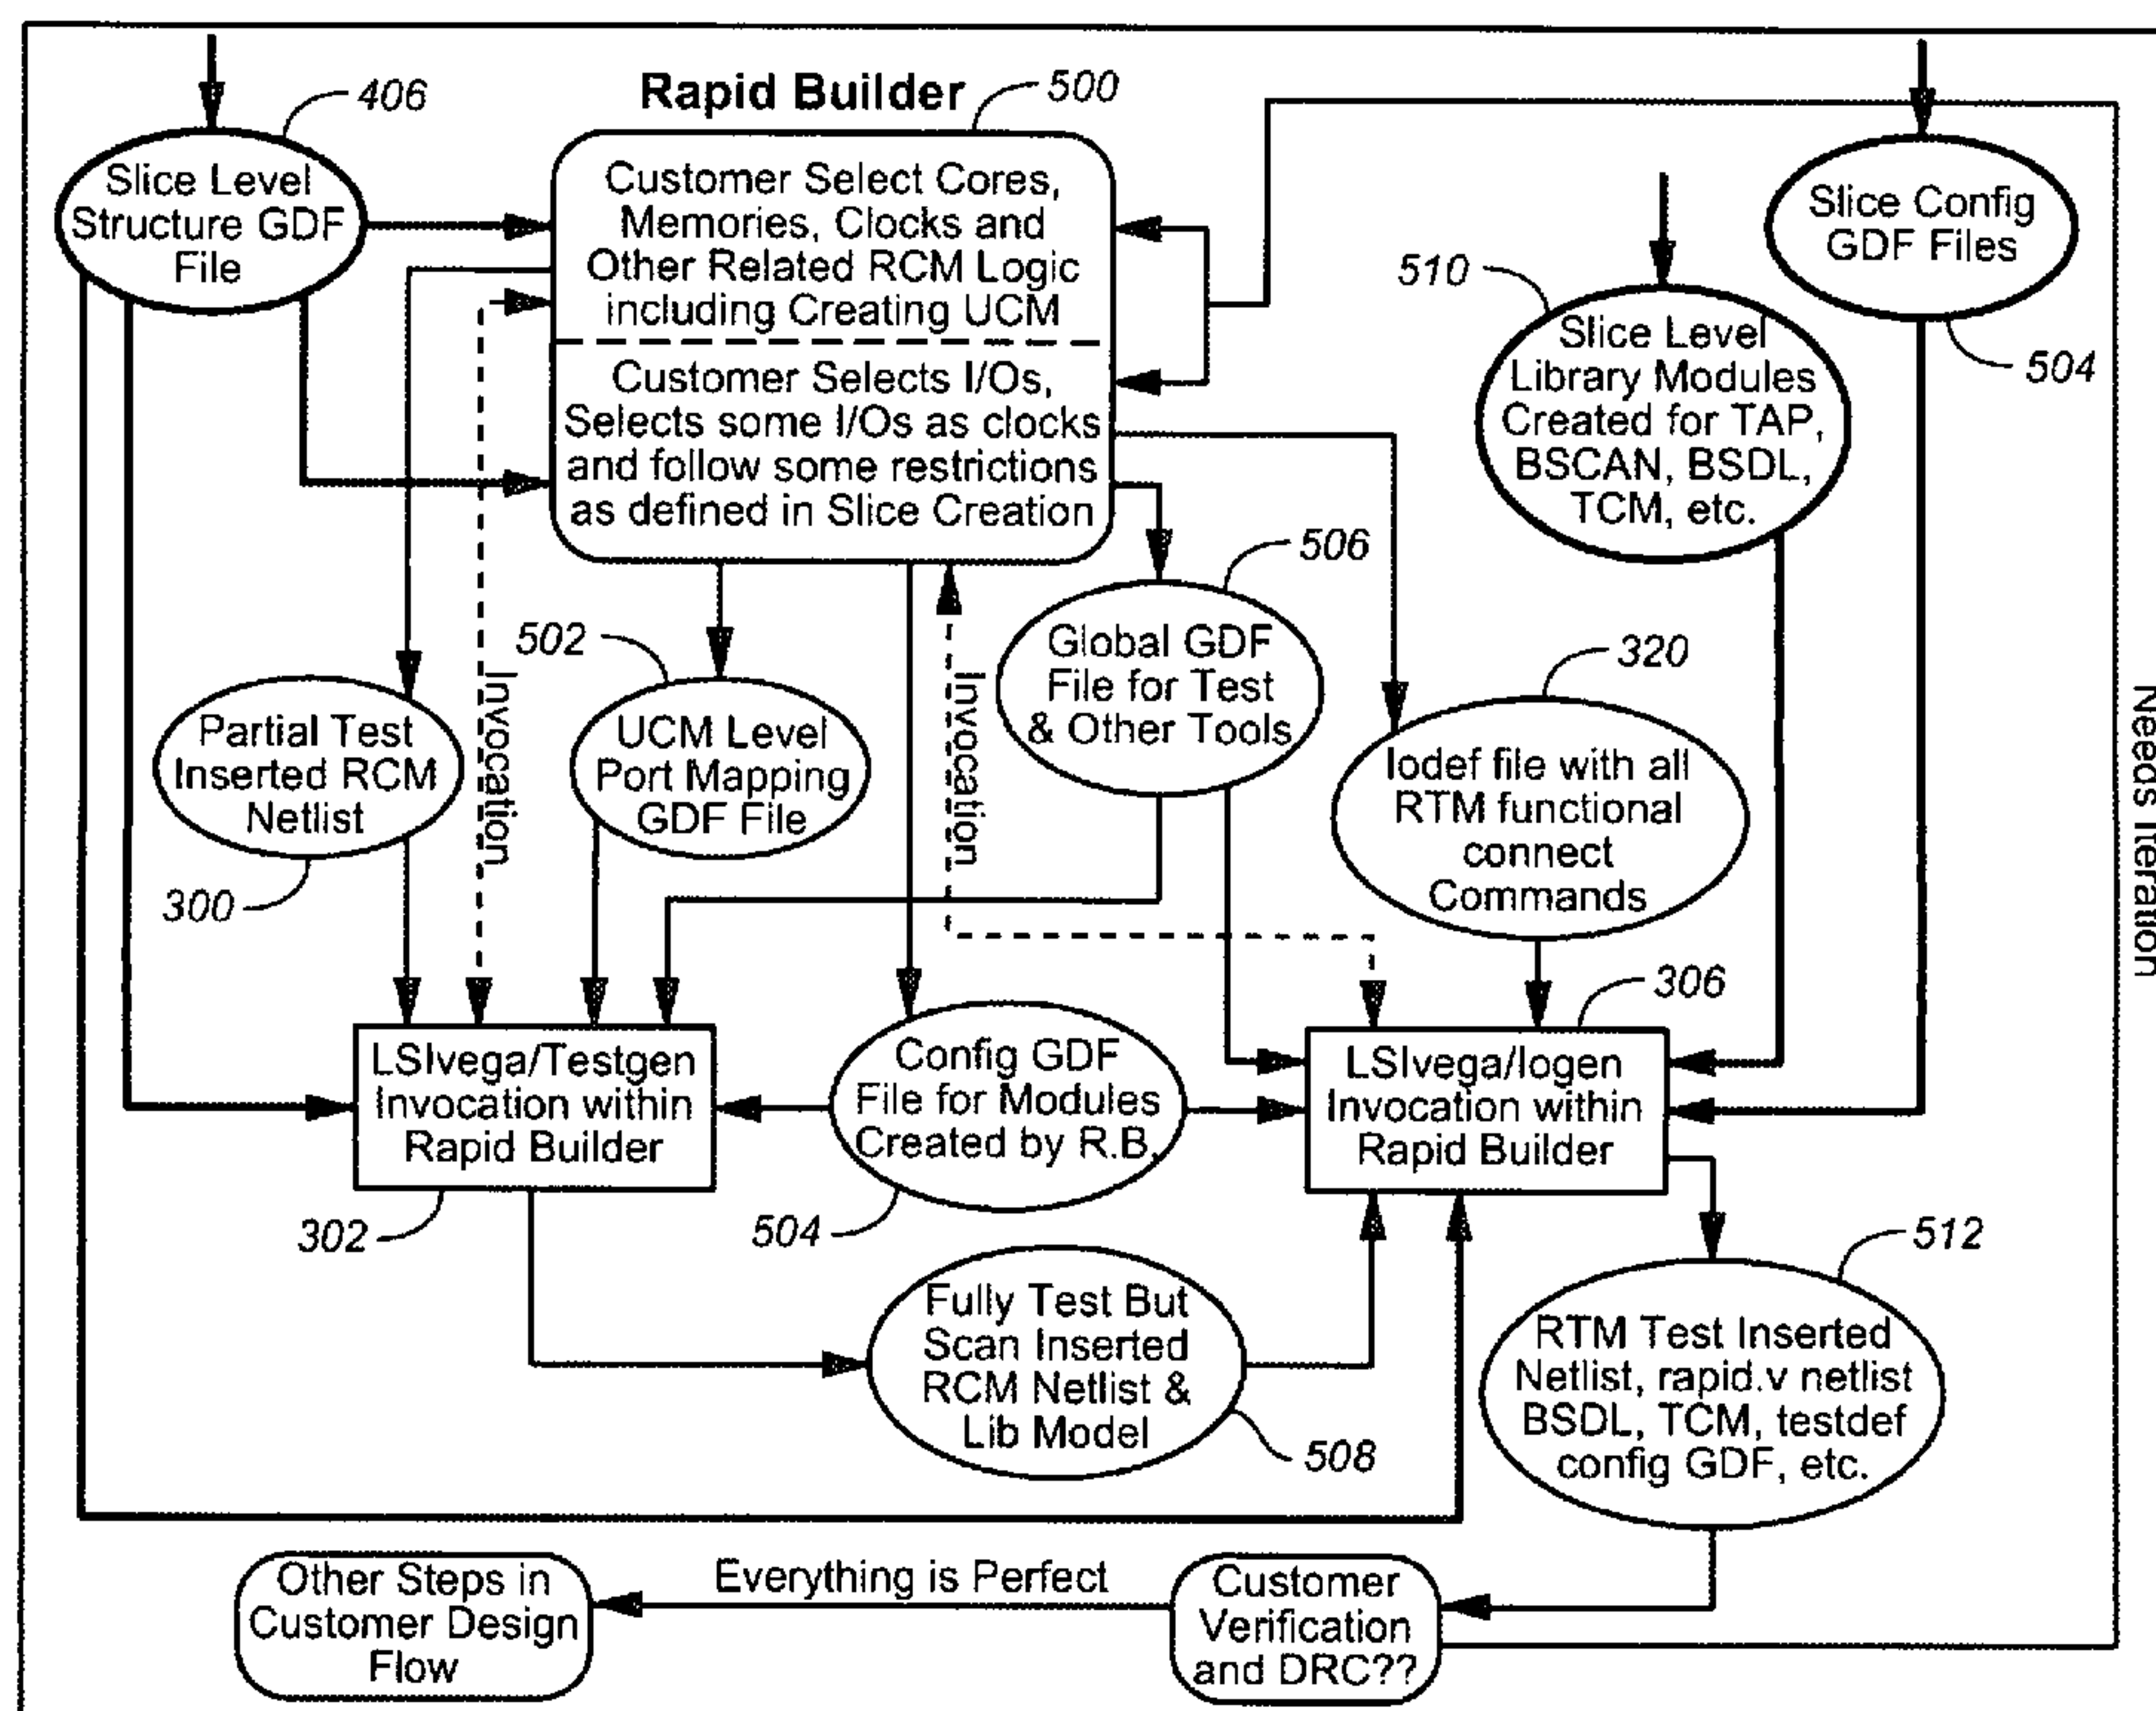 Rapid Builder
500
406
Slice Level
Structure GDF
File
Customer Select Cores,
Memories, Clocks and
Other Related RCM Logic
including Creating UCM
Customer Selects I/Os,
Selects some I/Os as clocks
and follow some restrictions
as defined in Slice Creation
Slice Config
GDF Files
504
510
Slice Level
Library Modules
Created for TAP,
BSCAN, BSDL,
TCM, etc.
506
Global GDF
File for Test
& Other Tools
502
UCM Level
Port Mapping
GDF File
Invocation
Invocation
320
Iodef file with all
RTM functional
connect
Commands
Partial Test
Inserted RCM
Netlist
300
Needs Iteration
306
LSIvega/Testgen
Invocation within
Rapid Builder
302
Config GDF
File for Modules
Created by R.B.
504
LSIvega/Iogen
Invocation within
Rapid Builder
512
Fully Test But
Scan Inserted
RCM Netlist &
Lib Model
508
RTM Test Inserted
Netlist, rapid.v netlist
BSDL, TCM, testdef
config GDF, etc.
Other Steps in
Customer Design
Flow
Everything is Perfect
Customer
Verification
and DRC??